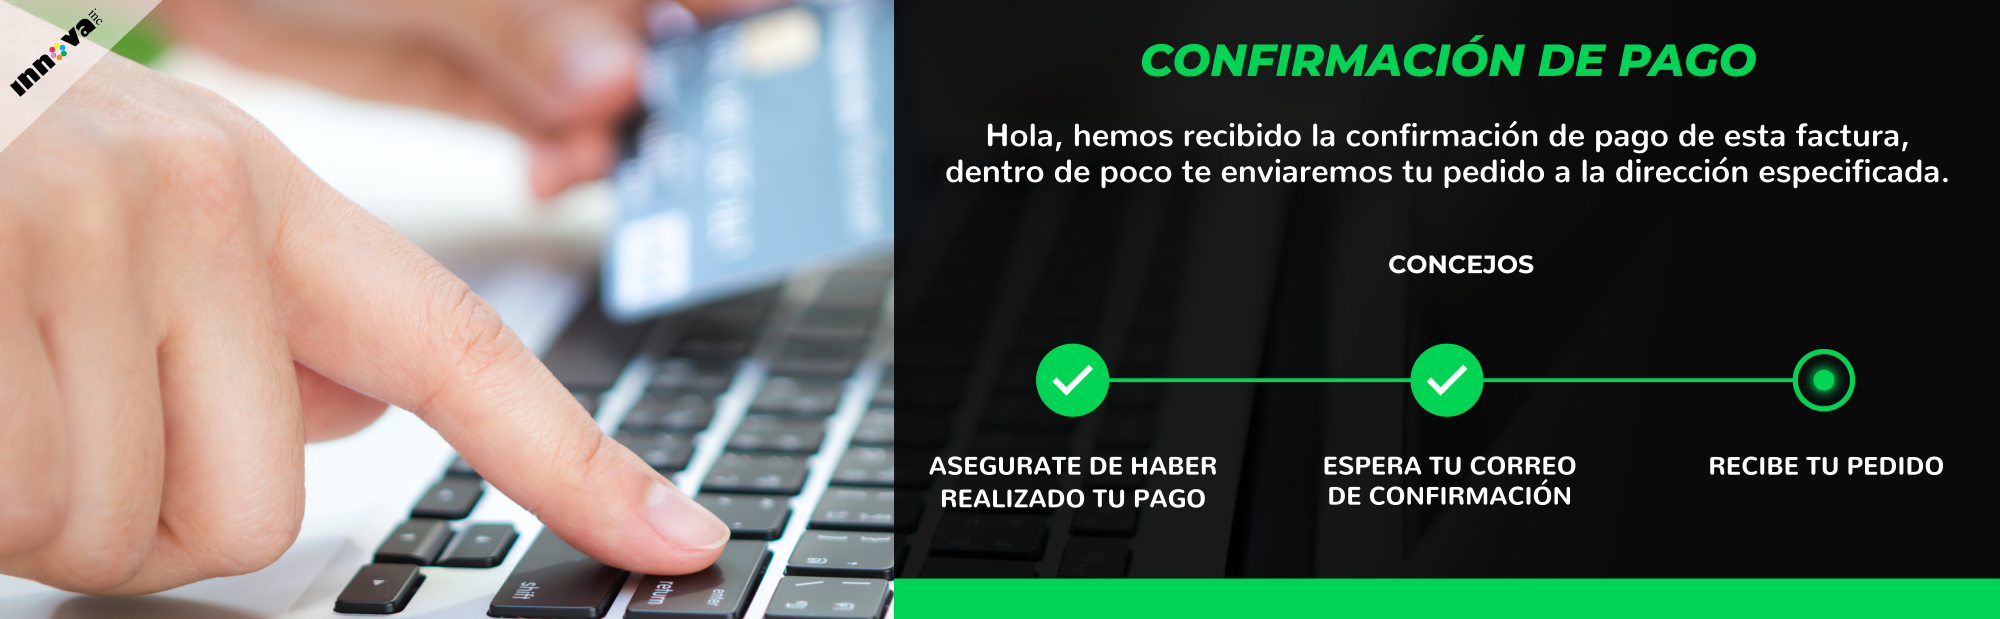 ınnova
inc
CONFIRMACIÓN DE PAGO
Hola, hemos recibido la confirmación de pago de esta factura,
dentro de poco te enviaremos tu pedido a la dirección especificada.
CONCEJOS
ASEGURATE DE HABER
REALIZADO TU PAGO
ESPERA TU CORREO
DE CONFIRMACIÓN
RECIBE TU PEDIDO
shift
enter
return